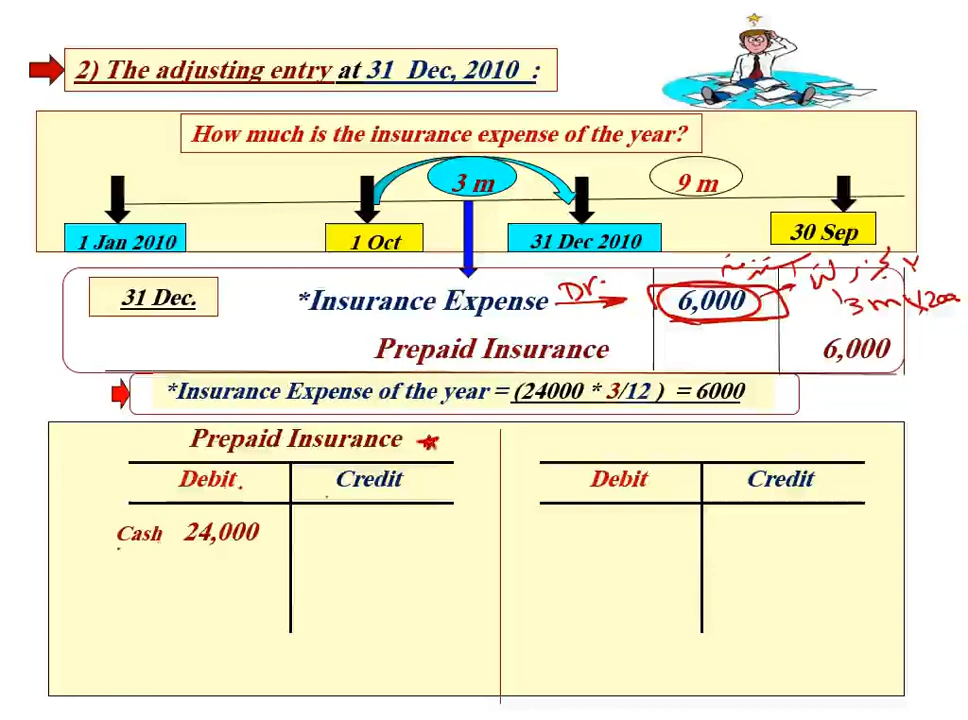 2) The adjusting entry at 31 Dec, 2010 :
How much is the insurance expense of the year?
3 m
9 m
1 Jan 2010
1 Oct
31 Dec 2010
30 Sep
31 Dec.
*Insurance Expense Dr. 6,000
3 m
Prepaid Insurance 6,000
*Insurance Expense of the year = (24000 * 3/12 ) = 6000
Prepaid Insurance
Debit Credit
Cash 24,000
Debit Credit